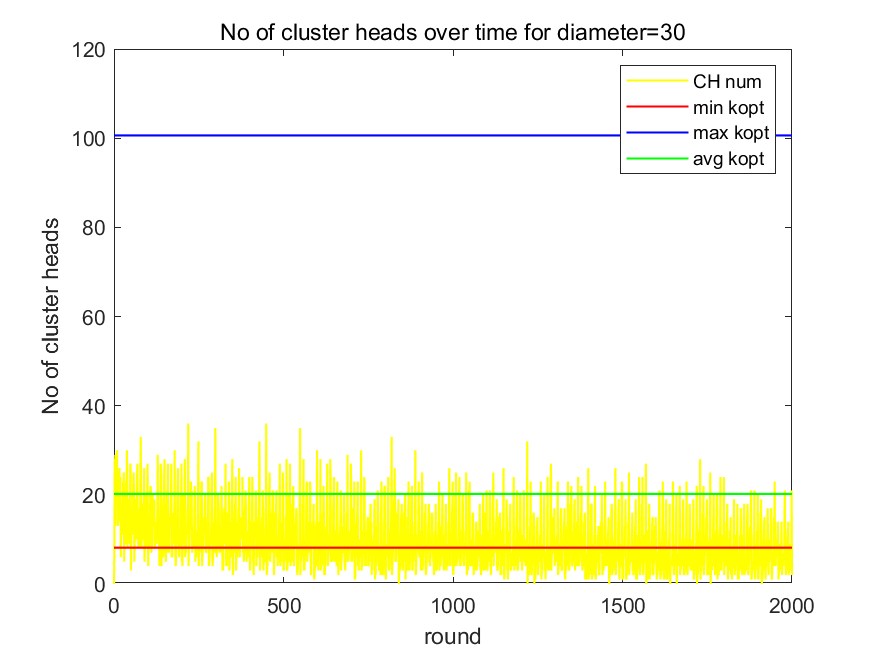 No of cluster heads over time for diameter=30
120
100
80
60
40
20
0
No of cluster heads
CH num
min kopt
max kopt
avg kopt
0
500
1000
1500
2000
round